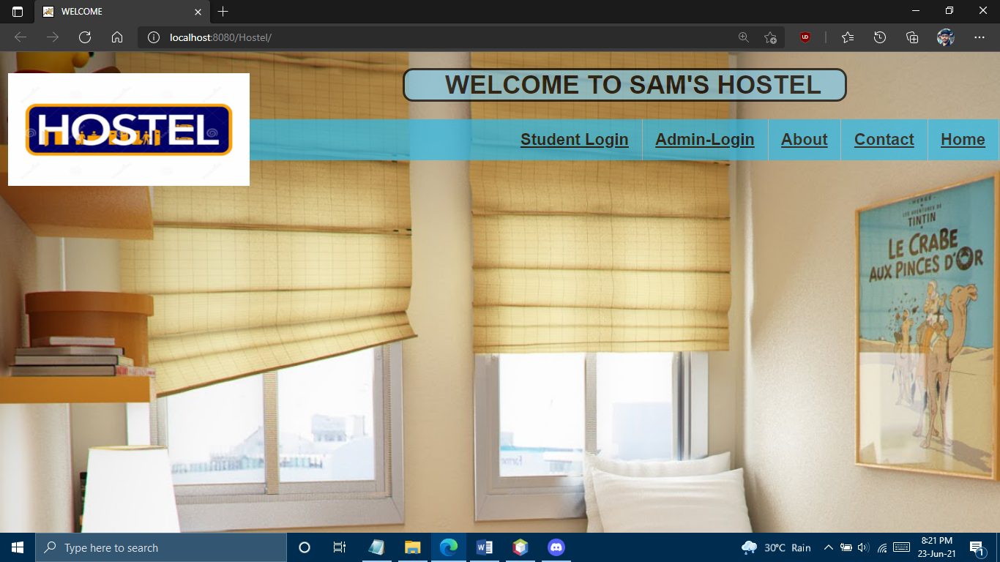 WELCOME
localhost:8080/Hostel/
WELCOME TO SAM'S HOSTEL
HOSTEL
Student Login
Admin-Login
About
Contact
Home
HERGÉ
LES AVENTURES DE
TINTIN
LE CRABE
AUX PINCES D'OR
Type here to search
30°C Rain
8:21 PM
23-Jun-21
1